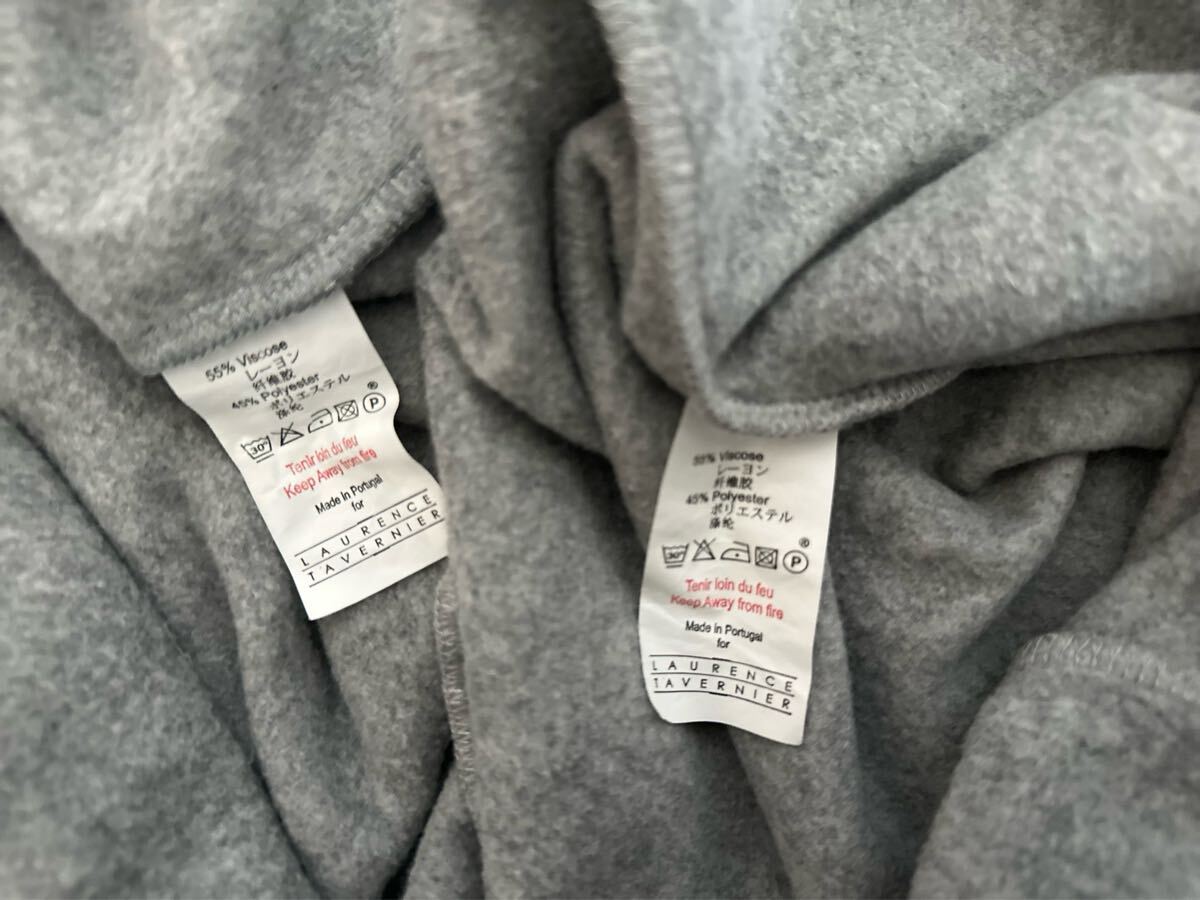 55% Viscose
レーヨン
纤维胶
45% Polyester
ポリエステル
涤纶
®
30° P
Tenir loin du feu
Keep Away from fire
Made in Portugal
for
LAURENCE
TAVERNIER
55% Viscose
レーヨン
纤维胶
45% Polyester
ポリエステル
涤纶
®
30° P
Tenir loin du feu
Keep Away from fire
Made in Portugal
for
LAURENCE
TAVERNIER